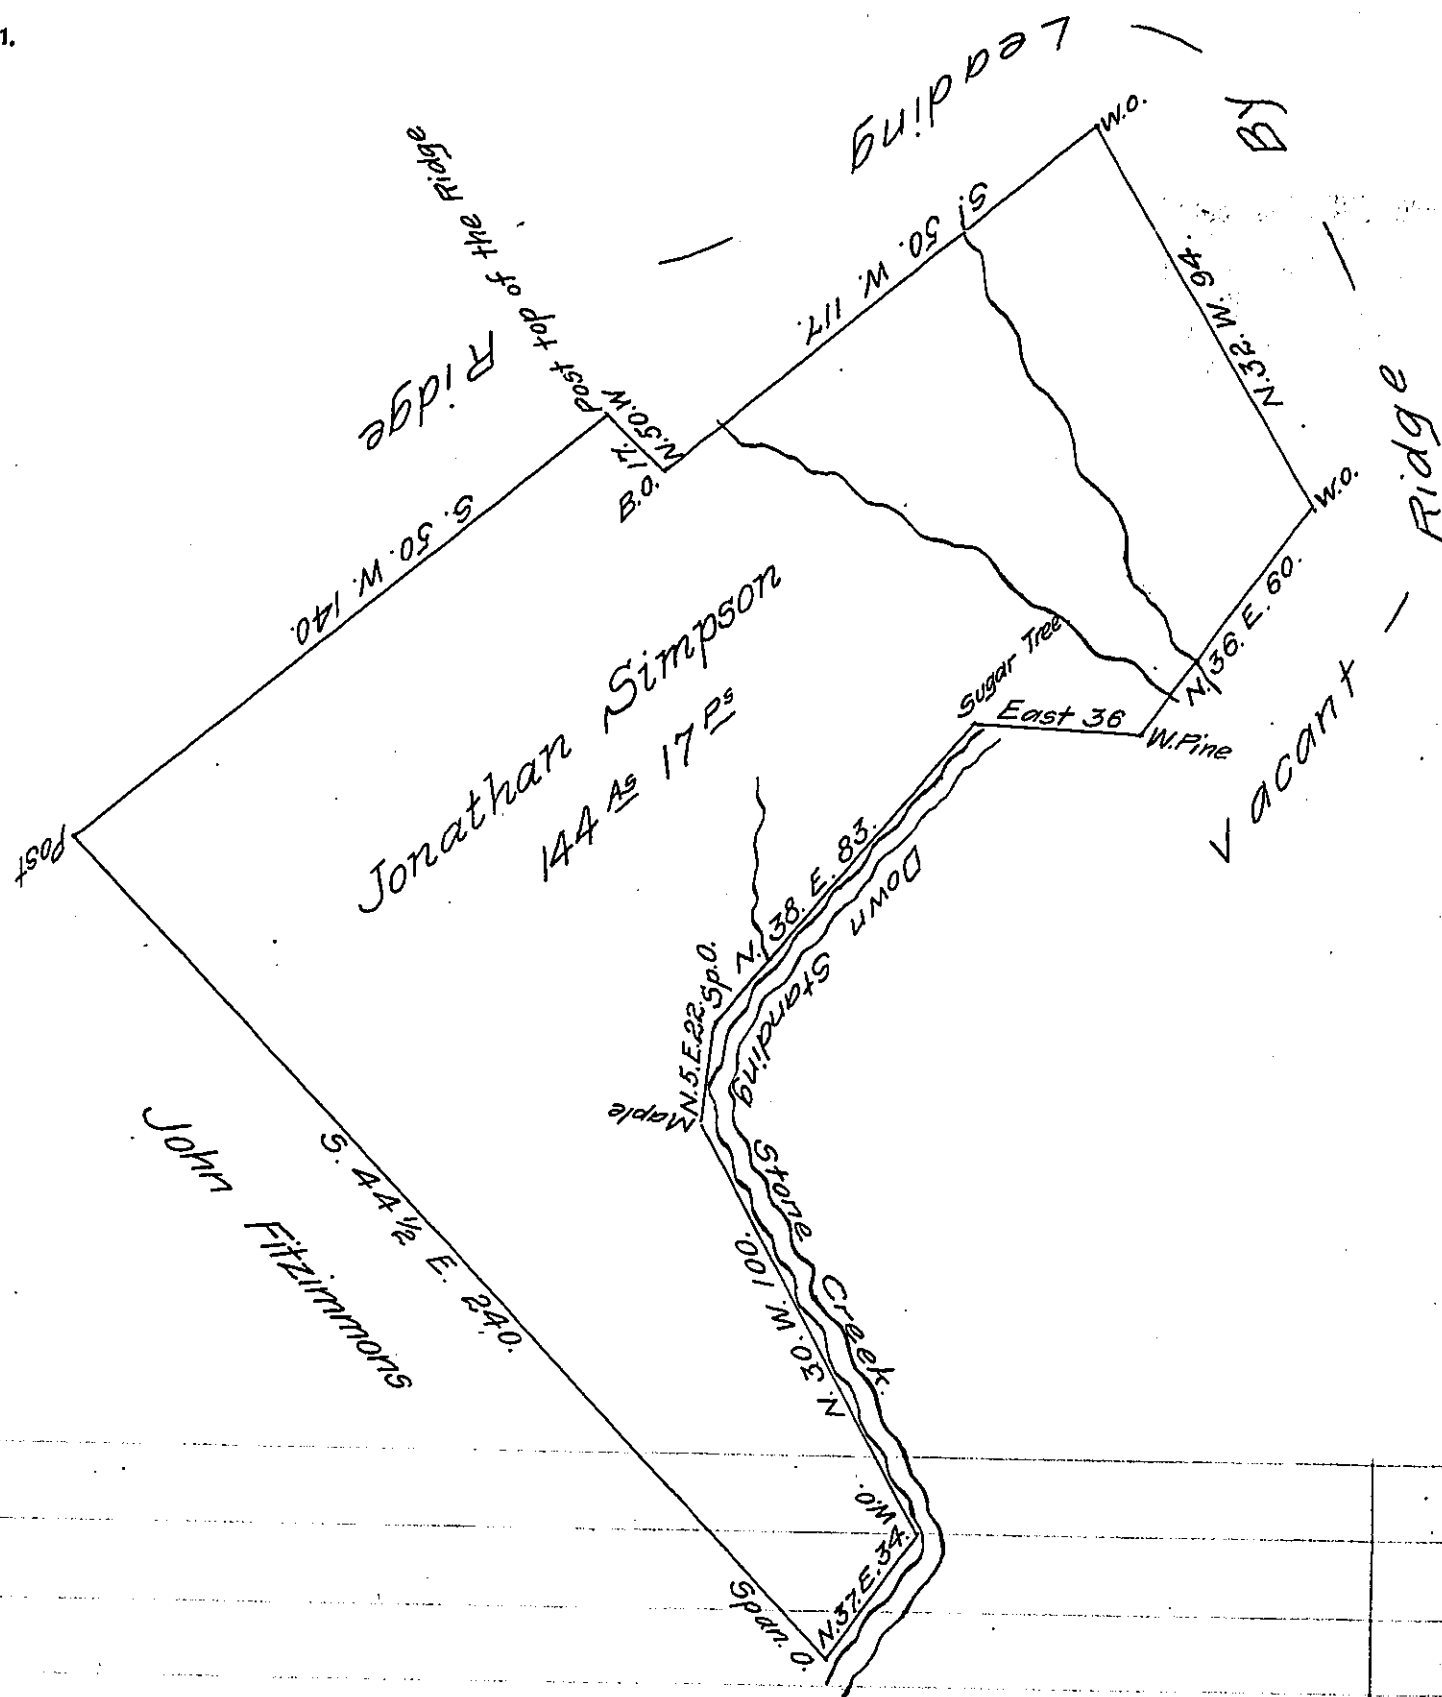 1.
Leading
Ridge
By
Ridge
Vacant
Post top of the Ridge
N.50.W
17.
B.O.
S. 50. W. 117.
W.O.
N.32. W. 94.
W.O.
N. 36. E. 60.
W.Pine
East 36
Sugar Tree
N. 38. E. 83.
Sp.O.
N.5.E.22.
Maple
N. 30. W. 100.
W.O.
N.37.E.34.
Span. O.
S. 44 ½ E. 240.
Post
S. 50. W. 140.
Jonathan Simpson
144 As 17 Ps
John Fitzimmons
Down Standing Stone Creek.